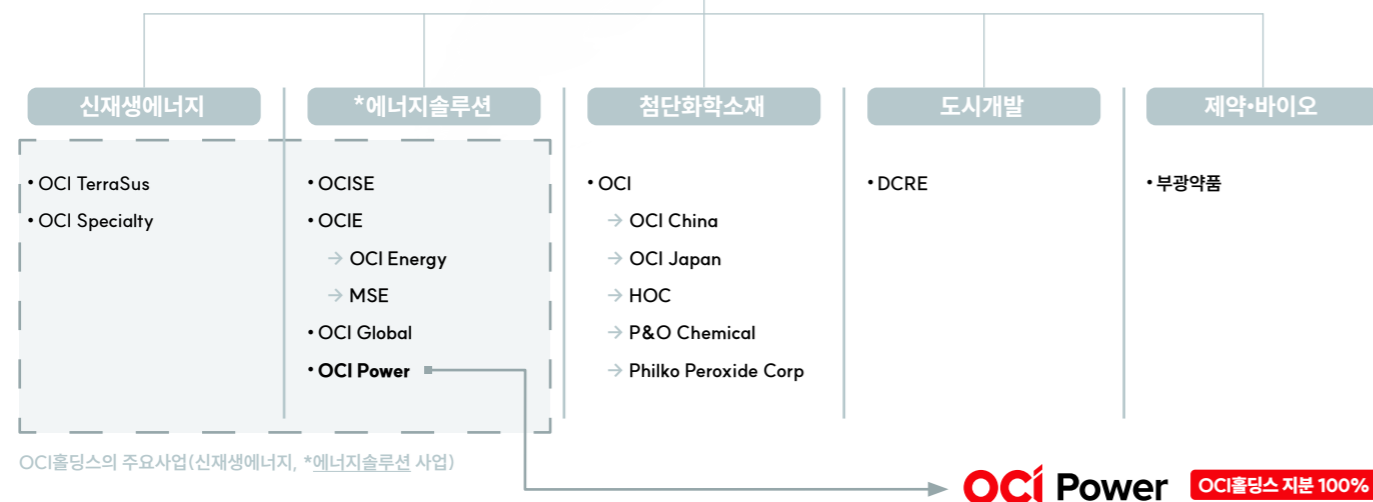 신재생에너지
*에너지솔루션
첨단화학소재
도시개발
제약•바이오
• OCI TerraSus
• OCI Specialty
• OCISE
• OCIE
→ OCI Energy
→ MSE
• OCI Global
• OCI Power
• OCI
→ OCI China
→ OCI Japan
→ HOC
→ P&O Chemical
→ Philko Peroxide Corp
• DCRE
• 부광약품
OCI홀딩스의 주요사업(신재생에너지, *에너지솔루션 사업)
OCI Power
OCI홀딩스 지분 100%